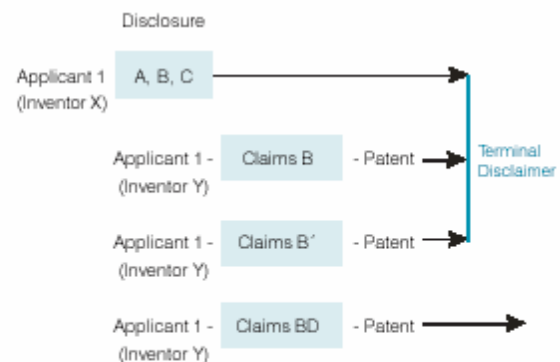 Disclosure
Applicant 1
(Inventor X)
A, B, C
Applicant 1 -
(Inventor Y)
Claims B
- Patent
Terminal
Disclaimer
Applicant 1 -
(Inventor Y)
Claims B´
- Patent
Applicant 1 -
(Inventor Y)
Claims BD
- Patent